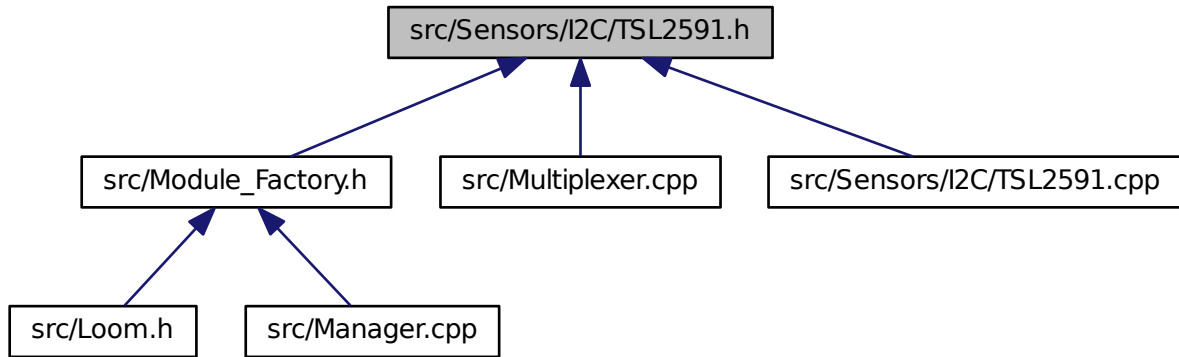 src/Sensors/I2C/TSL2591.h
src/Module_Factory.h
src/Multiplexer.cpp
src/Sensors/I2C/TSL2591.cpp
src/Loom.h
src/Manager.cpp